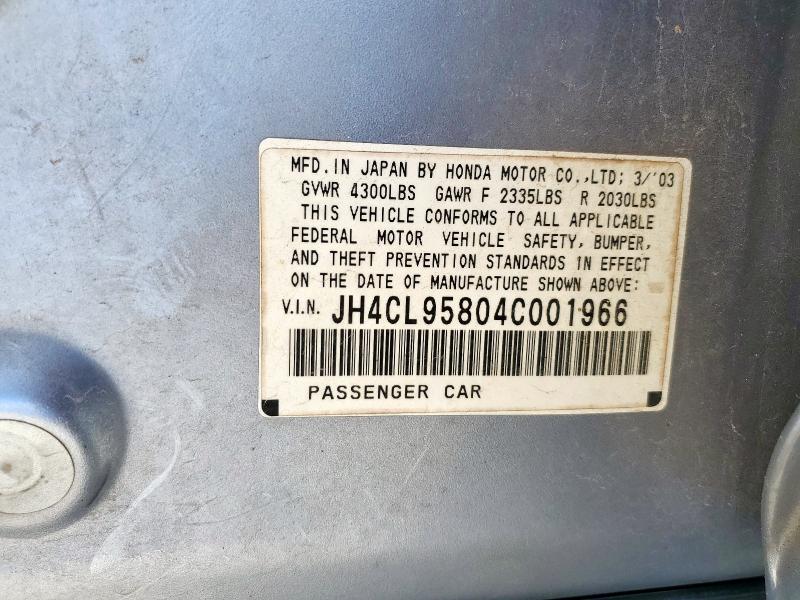 MFD.IN JAPAN BY HONDA MOTOR CO.,LTD; 3/'03
GVWR 4300LBS GAWR F 2335LBS R 2030LBS
THIS VEHICLE CONFORMS TO ALL APPLICABLE
FEDERAL MOTOR VEHICLE SAFETY, BUMPER,
AND THEFT PREVENTION STANDARDS IN EFFECT
ON THE DATE OF MANUFACTURE SHOWN ABOVE:
V.I.N. JH4CL95804C001966
PASSENGER CAR